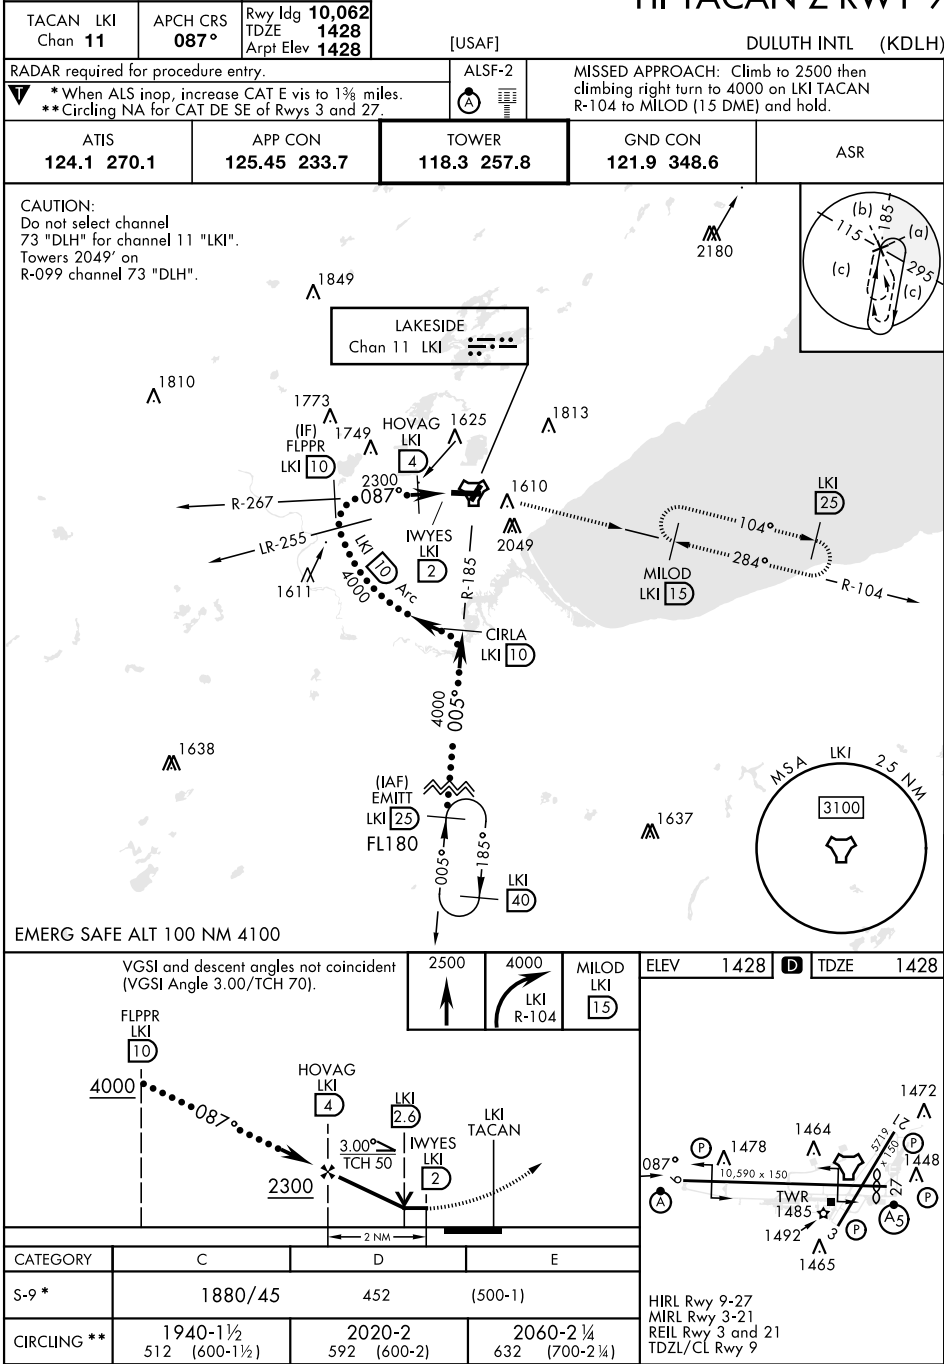 HI-TACAN Z RWY 9
TACAN LKI
Chan 11
APCH CRS
087°
Rwy ldg 10,062
TDZE 1428
Arpt Elev 1428
[USAF]
DULUTH INTL (KDLH)
RADAR required for procedure entry.
T
* When ALS inop, increase CAT E vis to 1⅜ miles.
** Circling NA for CAT DE SE of Rwys 3 and 27.
ALSF-2
A
MISSED APPROACH: Climb to 2500 then
climbing right turn to 4000 on LKI TACAN
R-104 to MILOD (15 DME) and hold.
ATIS
124.1 270.1
APP CON
125.45 233.7
TOWER
118.3 257.8
GND CON
121.9 348.6
ASR
CAUTION:
Do not select channel
73 "DLH" for channel 11 "LKI".
Towers 2049' on
R-099 channel 73 "DLH".
2180
(b)
185
(a)
115
(c)
295
(c)
1849
LAKESIDE
Chan 11 LKI
1810
1773
1749
1625
1813
(IF)
FLPPR
LKI 10
HOVAG
LKI
4
2300
087°
R-267
LR-255
1611
IWYES
LKI
2
1610
2049
R-185
LKI 10 Arc
4000
LKI
25
104°
284°
R-104
MILOD
LKI 15
CIRLA
LKI 10
4000
005°
1638
(IAF)
EMITT
LKI 25
FL180
005°
185°
LKI
40
1637
MSA LKI 25 NM
3100
EMERG SAFE ALT 100 NM 4100
VGSI and descent angles not coincident
(VGSI Angle 3.00/TCH 70).
2500
4000
LKI
R-104
MILOD
LKI
15
ELEV 1428 D TDZE 1428
FLPPR
LKI
10
4000
087°
HOVAG
LKI
4
2300
3.00°
TCH 50
LKI
2.6
IWYES
LKI
2
LKI
TACAN
2 NM
1472
1464
1478
1448
5719 x 150
21
P
P
P
P
087°
9
10,590 x 150
27
A
TWR
1485
1492
3
A5
1465
CATEGORY C D E
S-9 * 1880/45 452 (500-1)
CIRCLING ** 1940-1½ 2020-2 2060-2¼
512 (600-1½) 592 (600-2) 632 (700-2¼)
HIRL Rwy 9-27
MIRL Rwy 3-21
REIL Rwy 3 and 21
TDZL/CL Rwy 9